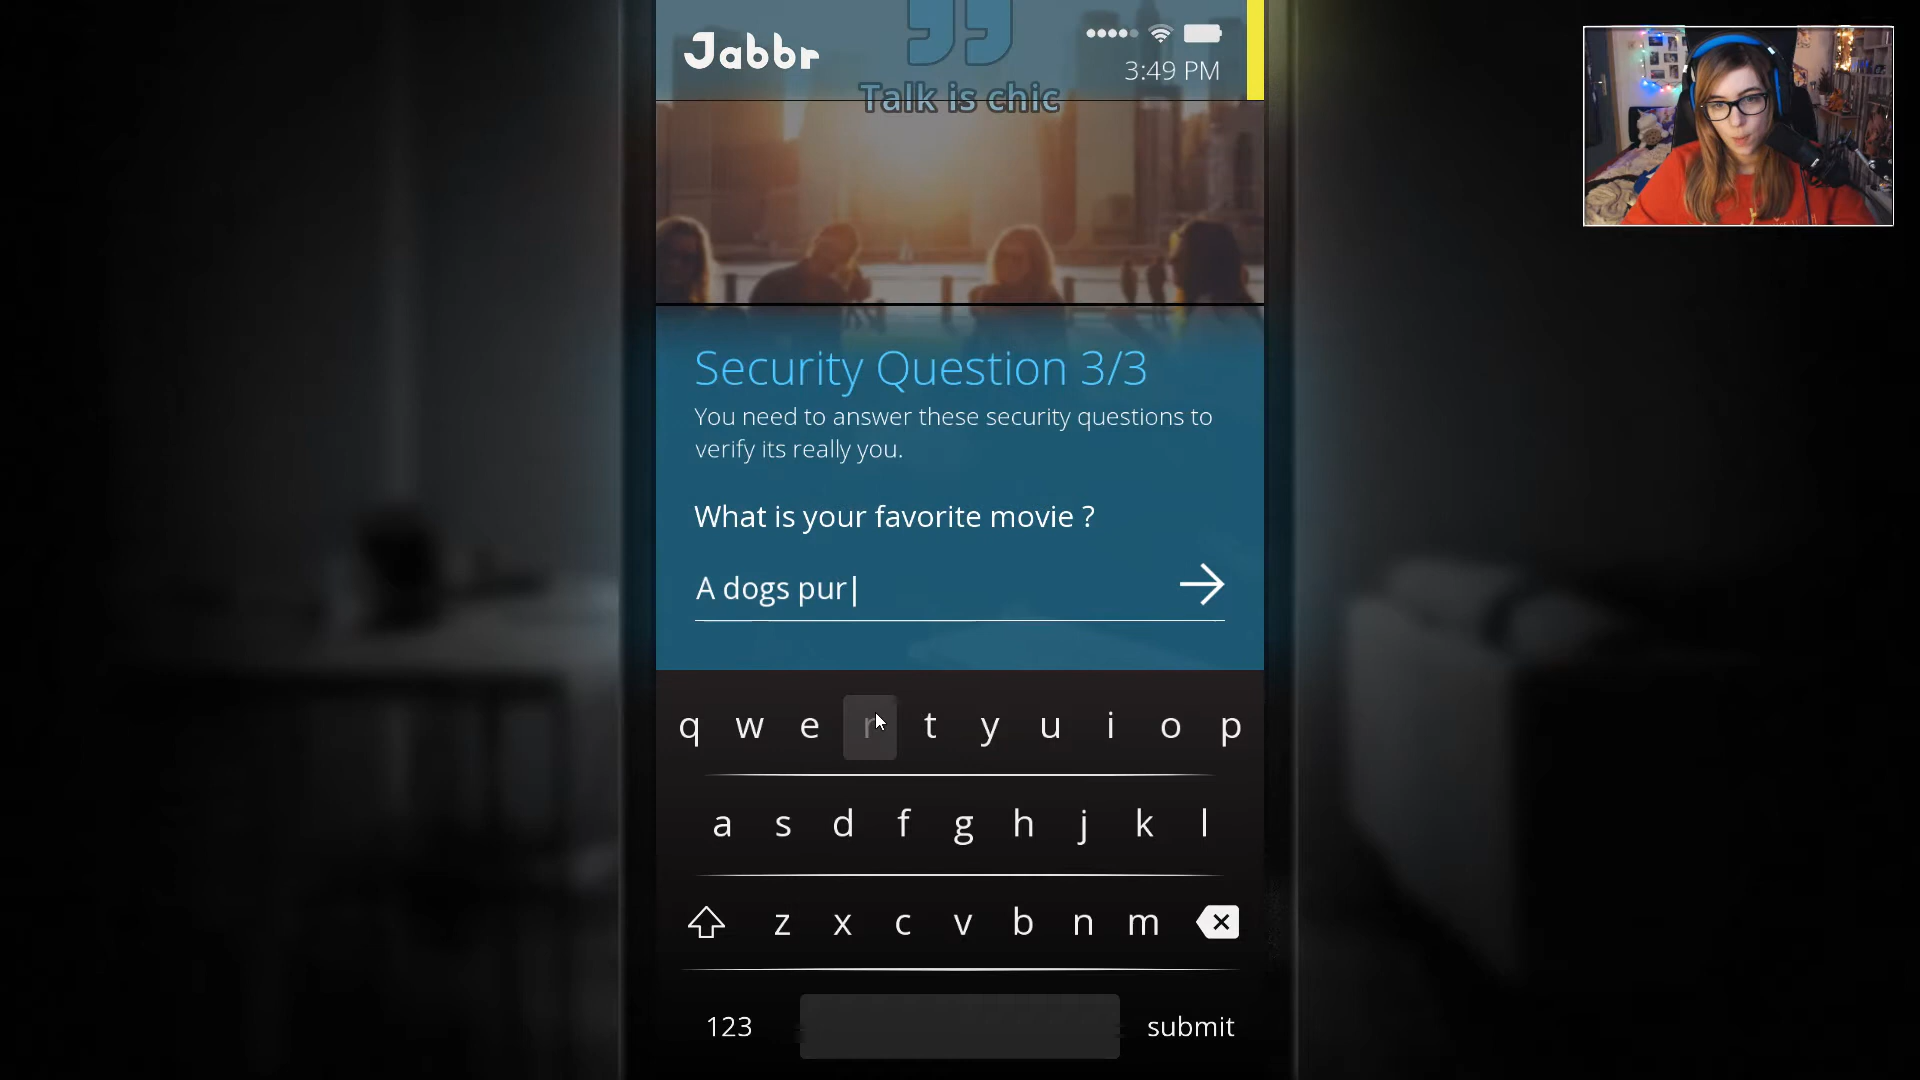 Jabbr
3:49 PM
Talk is chic
Security Question 3/3
You need to answer these security questions to
verify its really you.
What is your favorite movie ?
A dogs pur
q w e r t y u i o p
a s d f g h j k l
z x c v b n m
123
submit